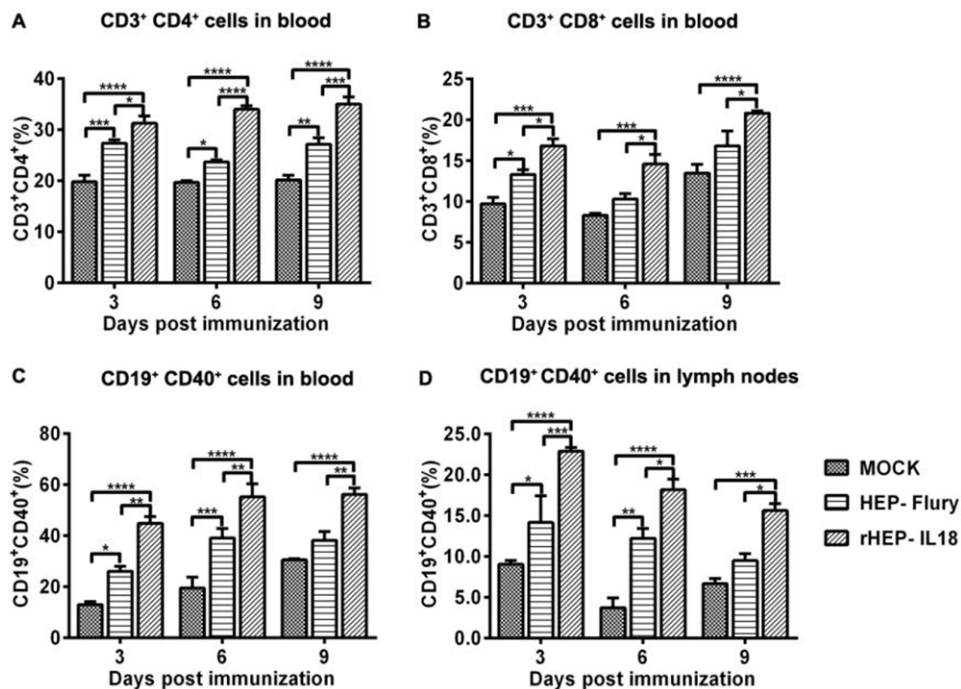 A
CD3⁺ CD4⁺ cells in blood
CD3⁺CD4⁺(%)
40
30
20
10
0
**** *** *
**** * ****
**** ** ***
3 6 9
Days post immunization
B
CD3⁺ CD8⁺ cells in blood
CD3⁺CD8⁺(%)
25
20
15
10
5
0
*** * *
*** *
**** *
3 6 9
Days post immunization
C
CD19⁺ CD40⁺ cells in blood
CD19⁺CD40⁺(%)
80
60
40
20
0
**** * **
**** *** **
**** **
3 6 9
Days post immunization
D
CD19⁺ CD40⁺ cells in lymph nodes
CD19⁺CD40⁺(%)
25.0
20.0
15.0
10.0
5.0
0.0
**** * ***
**** ** *
*** *
3 6 9
Days post immunization
MOCK
HEP- Flury
rHEP- IL18